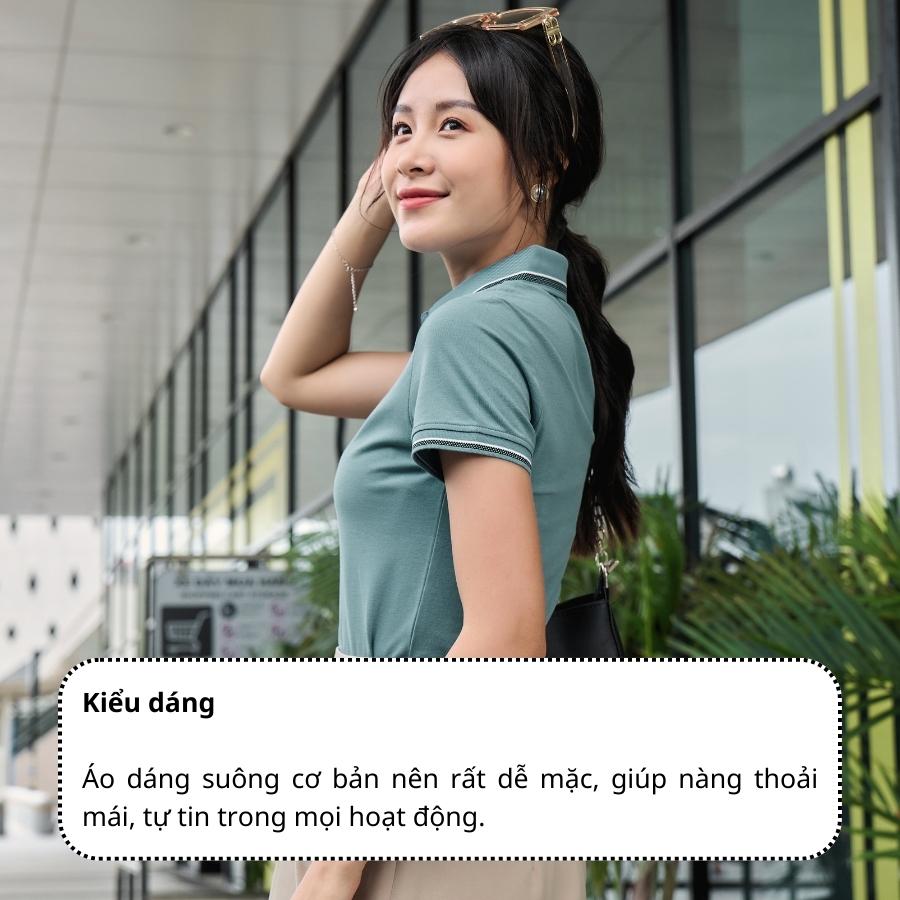 Kiểu dáng
Áo dáng suông cơ bản nên rất dễ mặc, giúp nàng thoải
mái, tự tin trong mọi hoạt động.